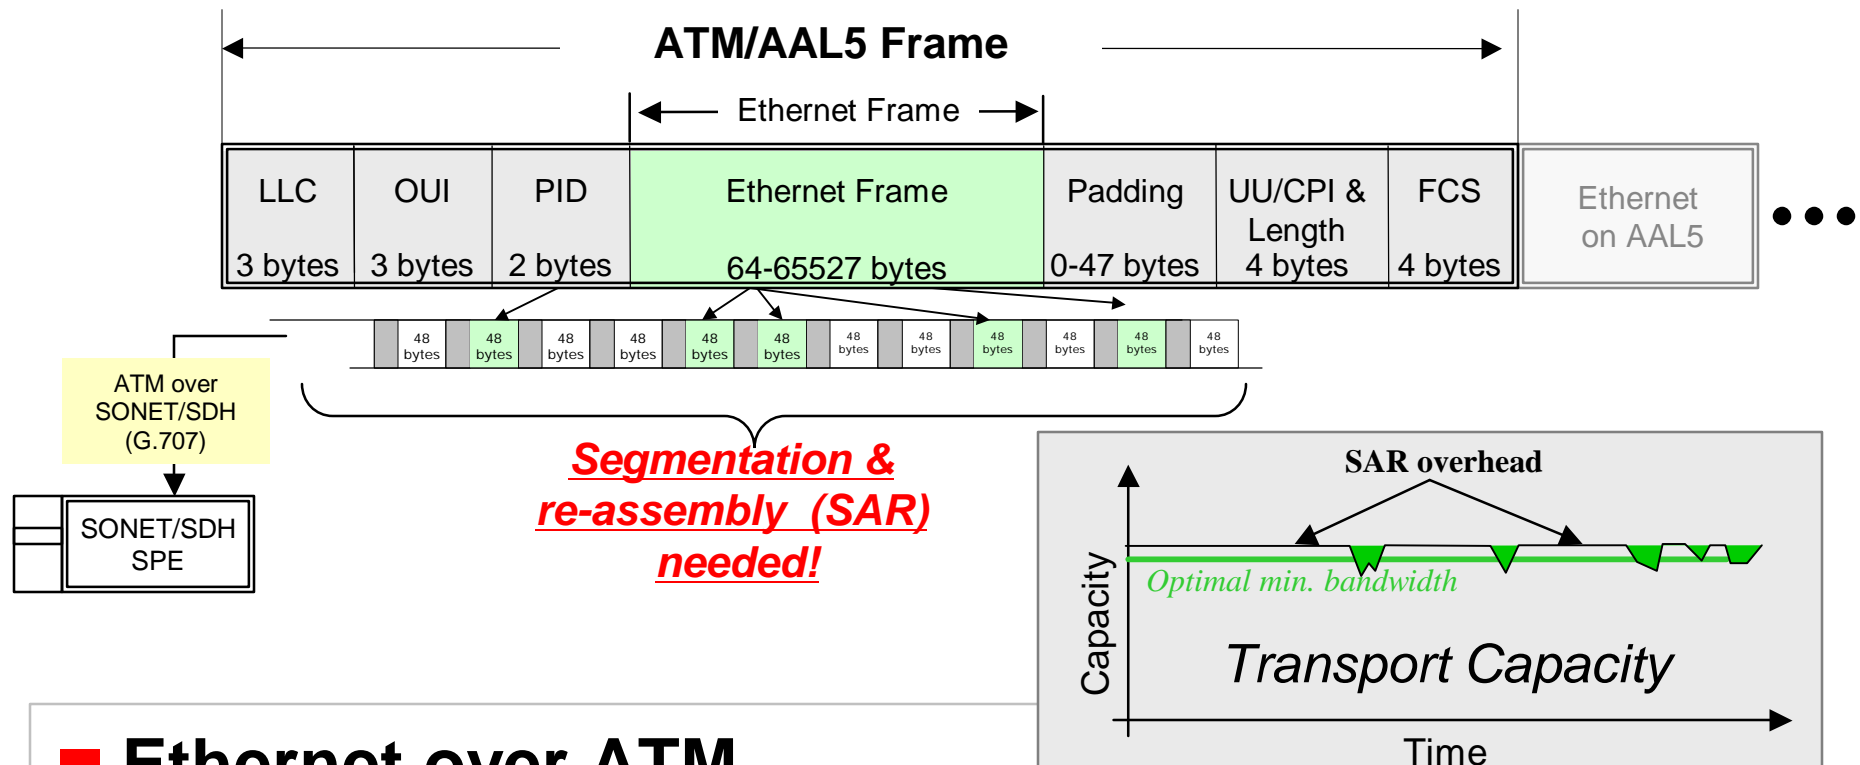 ATM/AAL5 Frame
Ethernet Frame
LLC
3 bytes
OUI
3 bytes
PID
2 bytes
Ethernet Frame
64-65527 bytes
Padding
0-47 bytes
UU/CPI &
Length
4 bytes
FCS
4 bytes
Ethernet
on AAL5
48
bytes
48
bytes
48
bytes
48
bytes
48
bytes
48
bytes
48
bytes
48
bytes
48
bytes
48
bytes
48
bytes
48
bytes
ATM over
SONET/SDH
(G.707)
SONET/SDH
SPE
Segmentation &
re-assembly (SAR)
needed!
SAR overhead
Optimal min. bandwidth
Transport Capacity
Capacity
Time
Ethernet over ATM